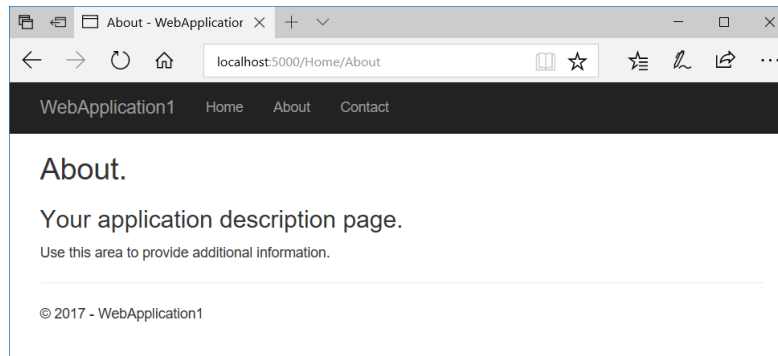 About - WebApplication
localhost:5000/Home/About
WebApplication1 Home About Contact
About.
Your application description page.
Use this area to provide additional information.
© 2017 - WebApplication1